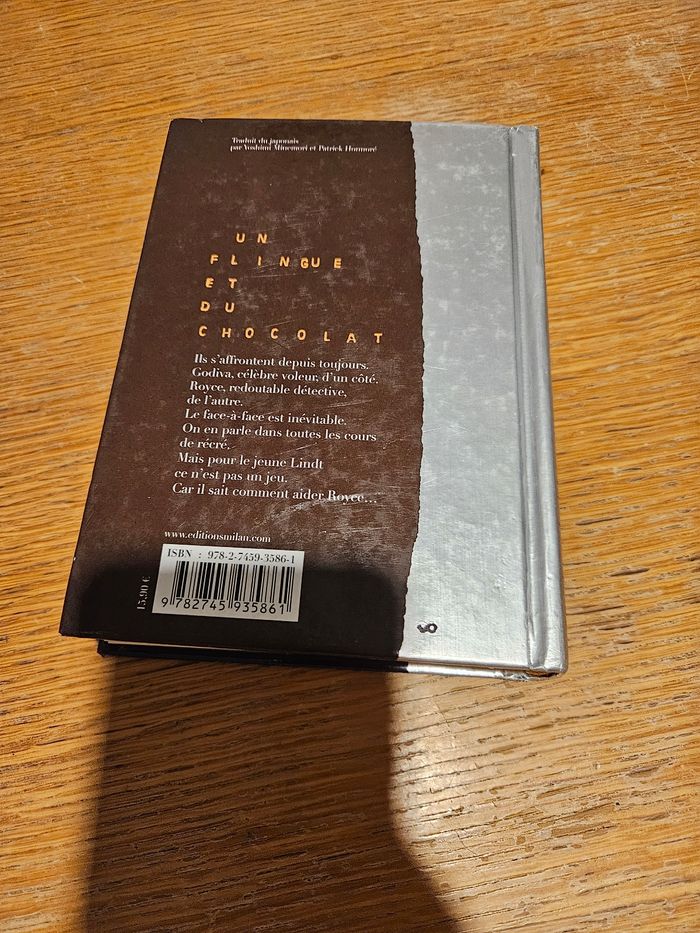 Traduit du japonais
par Yoshimi Minemori et Patrick Honnoré
UN
FLINGUE
ET
DU
CHOCOLAT
Ils s'affrontent depuis toujours.
Godiva, célèbre voleur, d'un côté.
Royce, redoutable détective,
de l'autre.
Le face-à-face est inévitable.
On en parle dans toutes les cours
de récré.
Mais pour le jeune Lindt
ce n'est pas un jeu.
Car il sait comment aider Royce...
www.editionsmilan.com
ISBN : 978-2-7459-3586-1
15,90 €
9 782745 935861